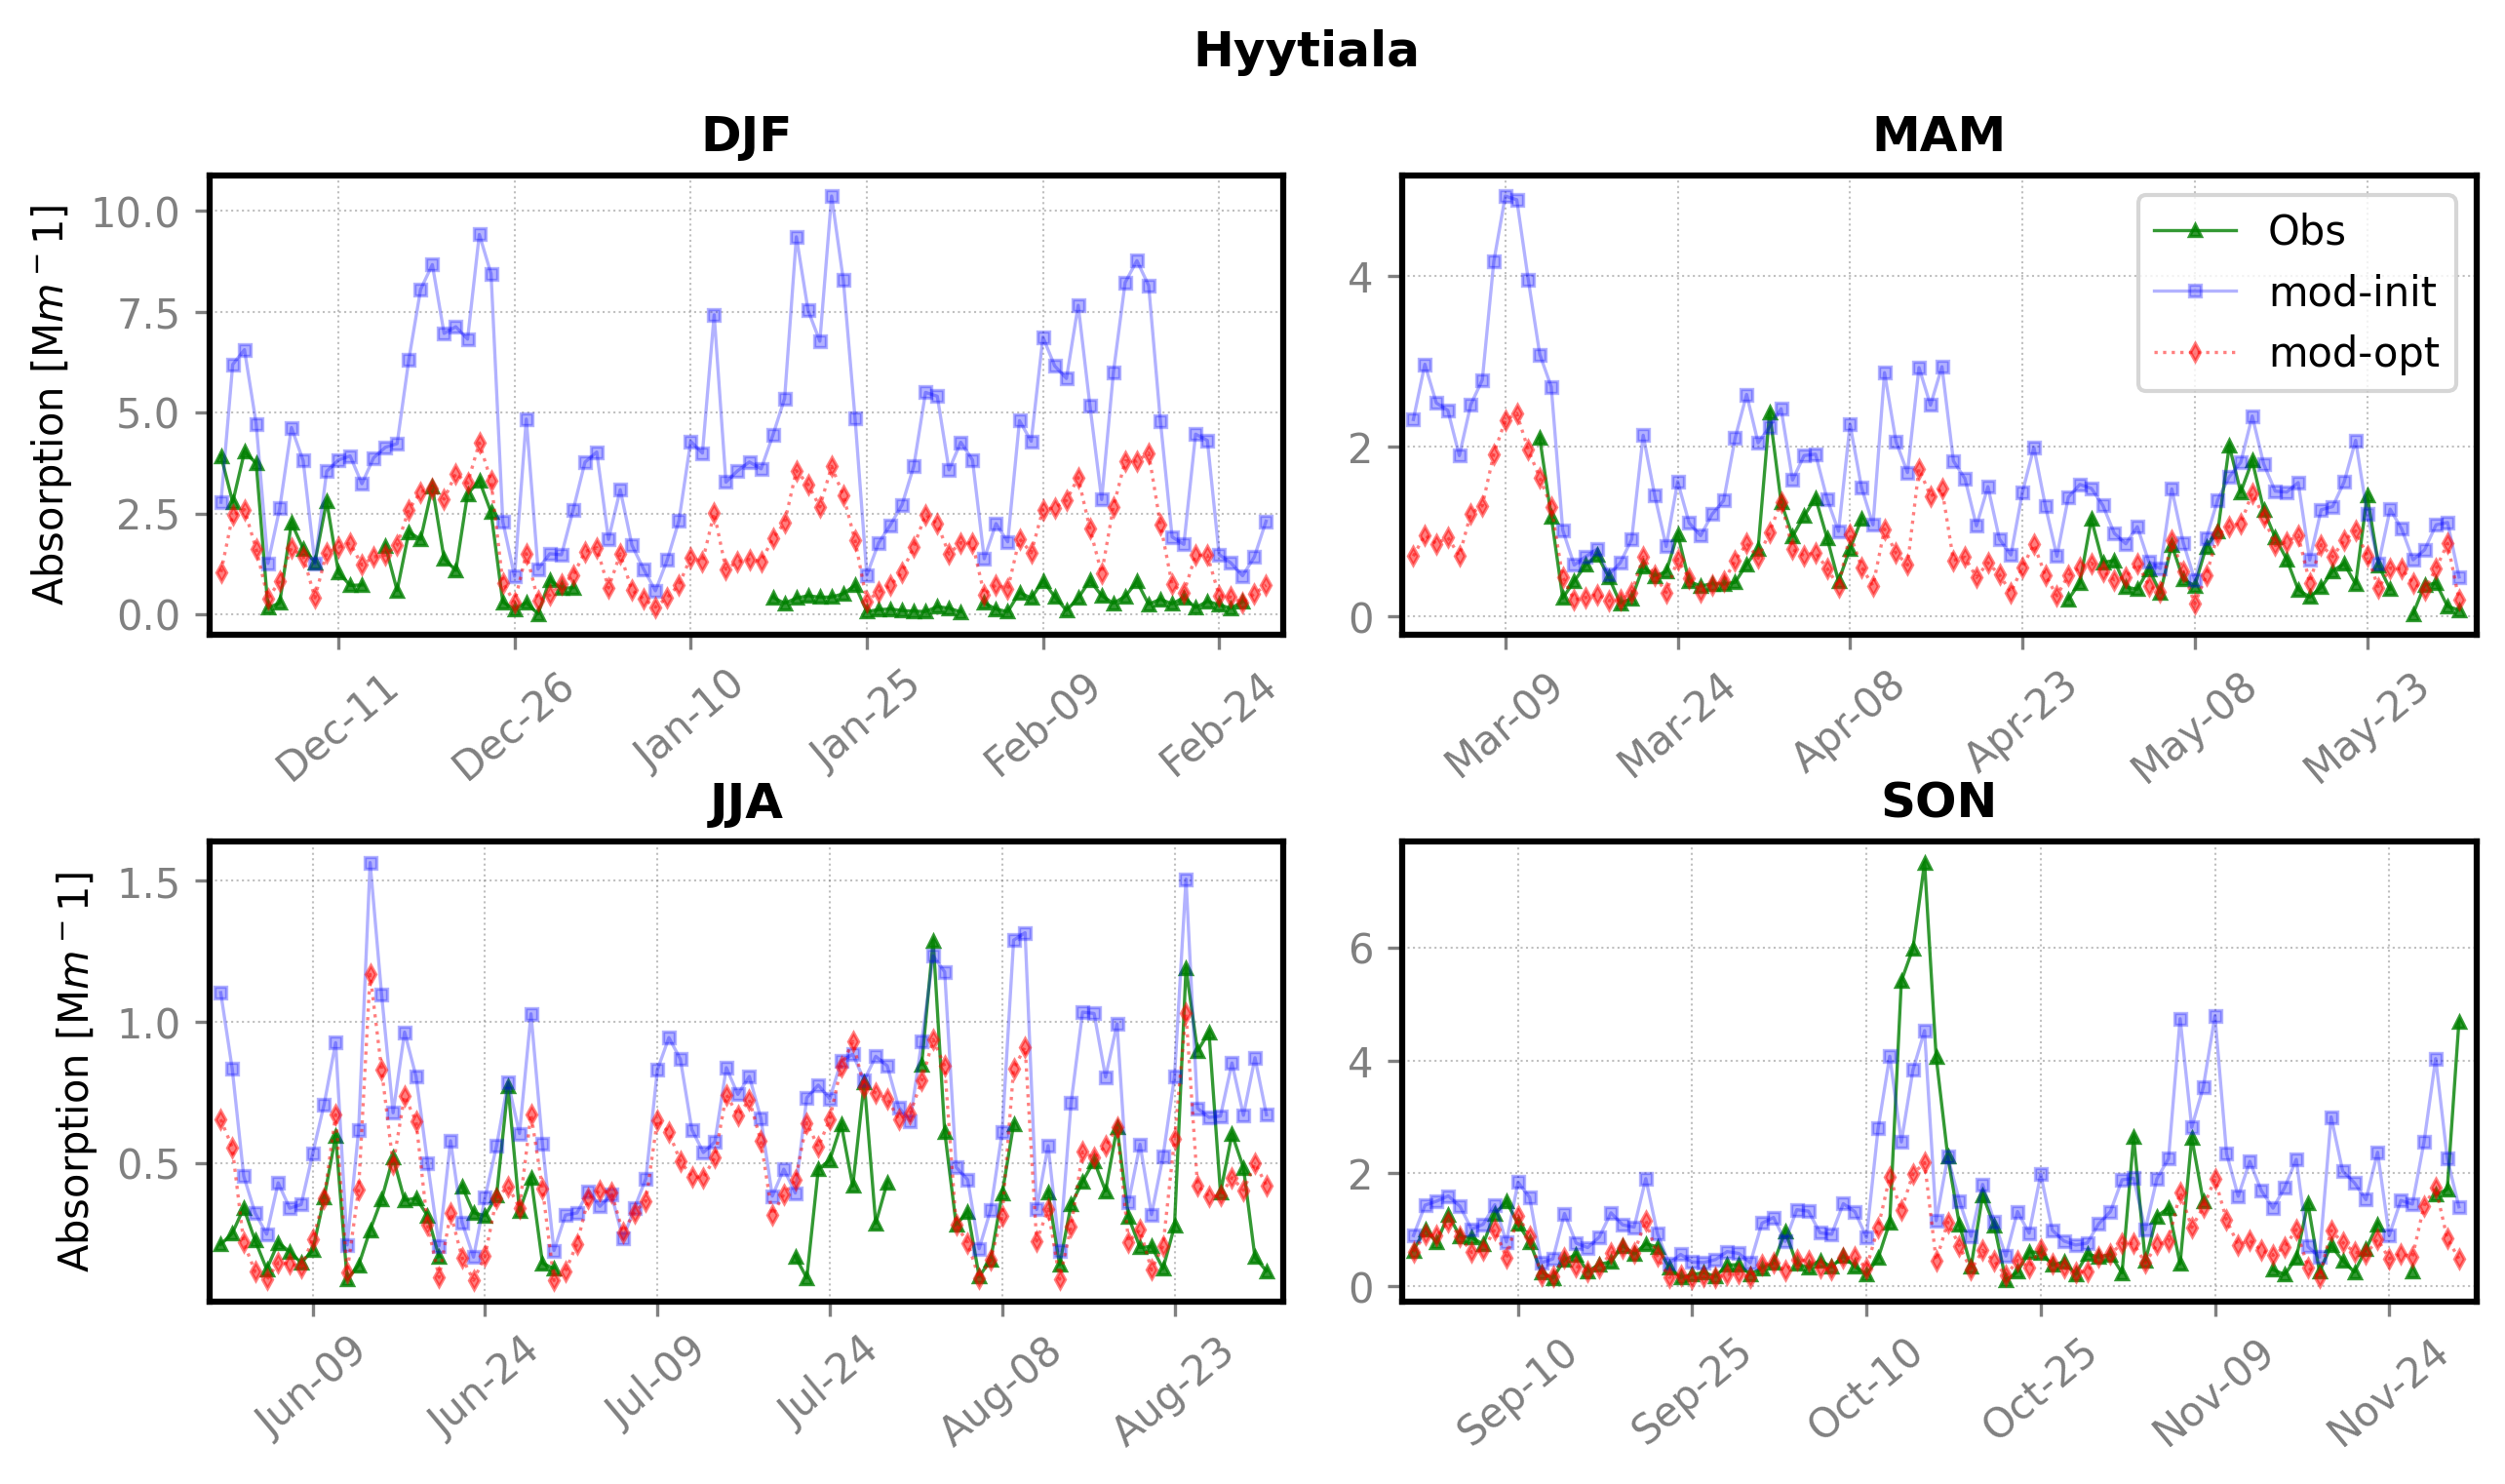 Hyytiala
DJF
MAM
Absorption [Mm − 1]
10.0
7.5
5.0
2.5
0.0
Dec-11
Dec-26
Jan-10
Jan-25
Feb-09
Feb-24
4
2
0
Obs
mod-init
mod-opt
Mar-09
Mar-24
Apr-08
Apr-23
May-08
May-23
JJA
SON
Absorption [Mm − 1]
1.5
1.0
0.5
Jun-09
Jun-24
Jul-09
Jul-24
Aug-08
Aug-23
6
4
2
0
Sep-10
Sep-25
Oct-10
Oct-25
Nov-09
Nov-24